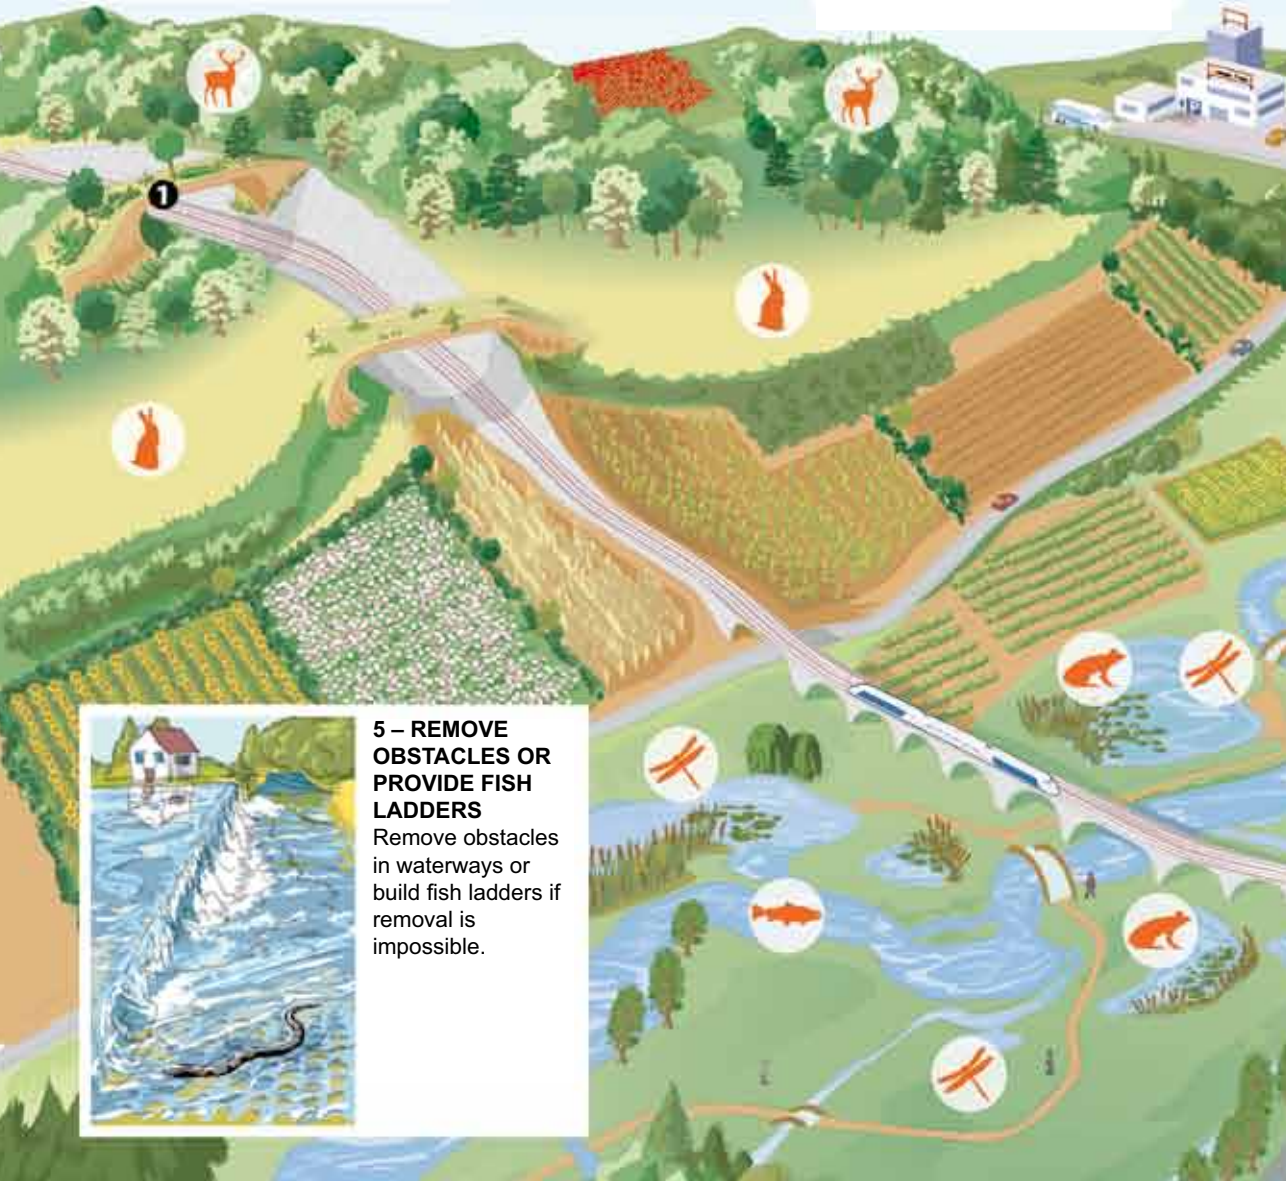 1
5 – REMOVE
OBSTACLES OR
PROVIDE FISH
LADDERS
Remove obstacles
in waterways or
build fish ladders if
removal is
impossible.